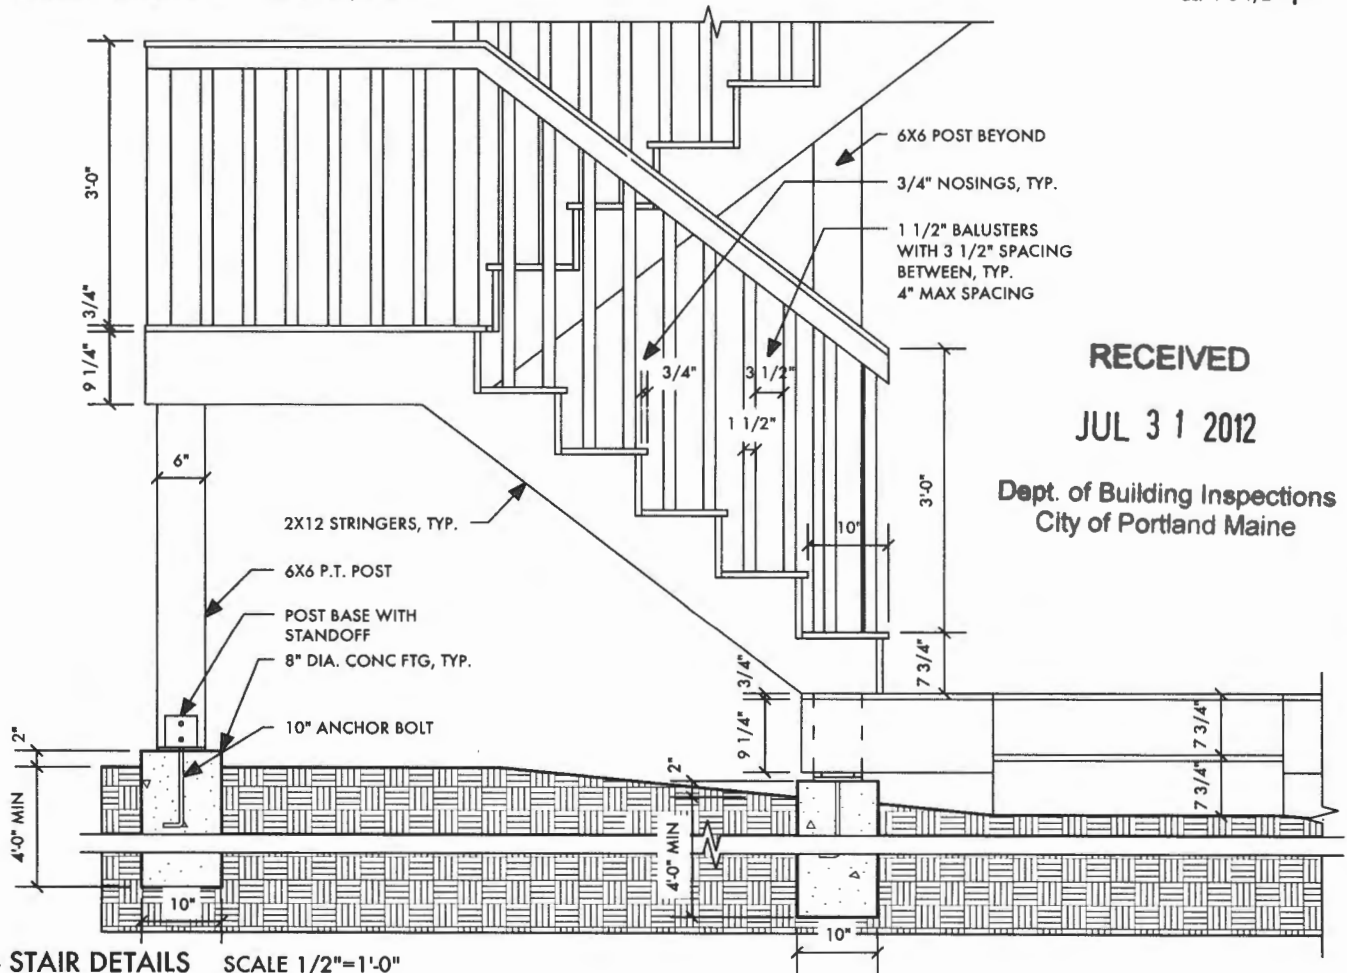 6X6 POST BEYOND
3/4" NOSINGS, TYP.
1 1/2" BALUSTERS
WITH 3 1/2" SPACING
BETWEEN, TYP.
4" MAX SPACING
3'-0"
3/4"
9 1/4"
3/4"
3 1/2"
1 1/2"
RECEIVED
JUL 31 2012
Dept. of Building Inspections
City of Portland Maine
6"
2X12 STRINGERS, TYP.
10"
3'-0"
6X6 P.T. POST
POST BASE WITH
STANDOFF
8" DIA. CONC FTG, TYP.
10" ANCHOR BOLT
3/4"
7 3/4"
9 1/4"
7 3/4"
7 3/4"
2"
4'-0" MIN
2"
4'-0" MIN
10"
10"
STAIR DETAILS SCALE 1/2"=1'-0"